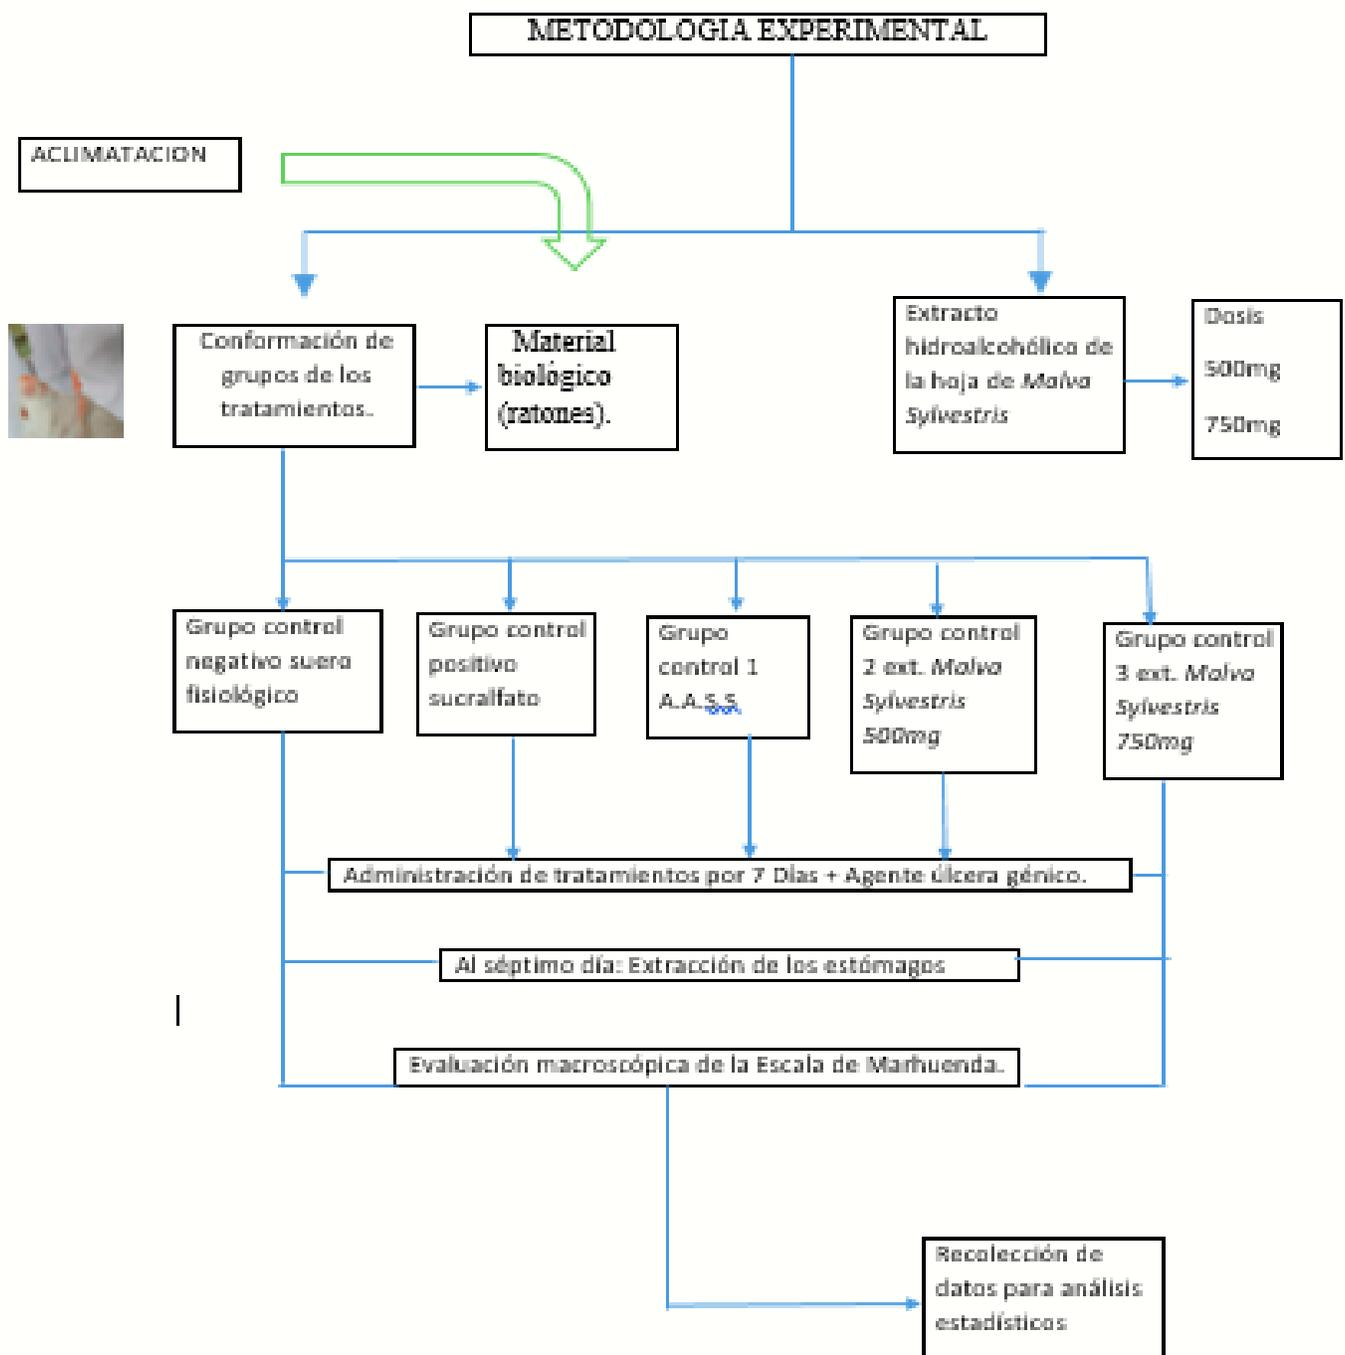 METODOLOGIA EXPERIMENTAL
ACLIMATACION
Conformación de
grupos de los
tratamientos.
Material
biológico
(ratones).
Extracto
hidroalcohólico de
la hoja de Malva
Sylvestris
Dosis
500mg
750mg
Grupo control
negativo suero
fisiológico
Grupo control
positivo
sucralfato
Grupo
control 1
A.A.S.S.
Grupo control
2 ext. Malva
Sylvestris
500mg
Grupo control
3 ext. Malva
Sylvestris
750mg
Administración de tratamientos por 7 Días + Agente úlcera génico.
Al séptimo día: Extracción de los estómagos
Evaluación macroscópica de la Escala de Marhuenda.
Recolección de
datos para análisis
estadísticos